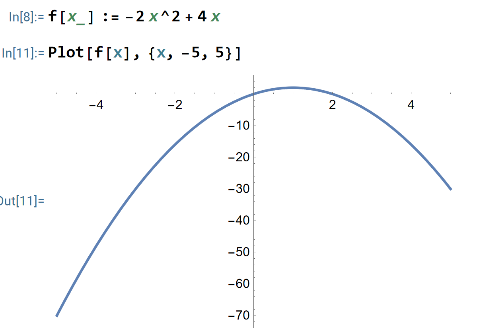 In[8]:= f[x_] := -2 x^2 + 4 x
In[11]:= Plot[f[x], {x, -5, 5}]
-4 -2 2 4
-10
-20
Out[11]= -30
-40
-50
-60
-70